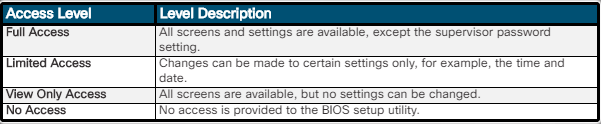 Access Level Level Description
Full Access All screens and settings are available, except the supervisor password
setting.
Limited Access Changes can be made to certain settings only, for example, the time and
date.
View Only Access All screens are available, but no settings can be changed.
No Access No access is provided to the BIOS setup utility.